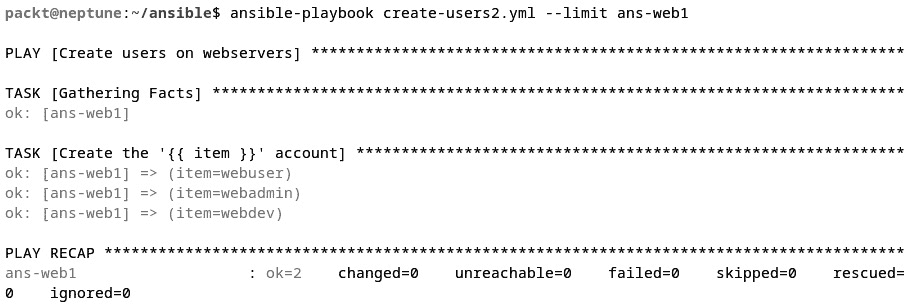 packt@neptune:~/ansible$ ansible-playbook create-users2.yml --limit ans-web1
PLAY [Create users on webservers] ******************************************************************
TASK [Gathering Facts] *****************************************************************************
ok: [ans-web1]
TASK [Create the '{{ item }}' account] *************************************************************
ok: [ans-web1] => (item=webuser)
ok: [ans-web1] => (item=webadmin)
ok: [ans-web1] => (item=webdev)
PLAY RECAP *****************************************************************************************
ans-web1                   : ok=2    changed=0    unreachable=0    failed=0    skipped=0    rescued=
0    ignored=0